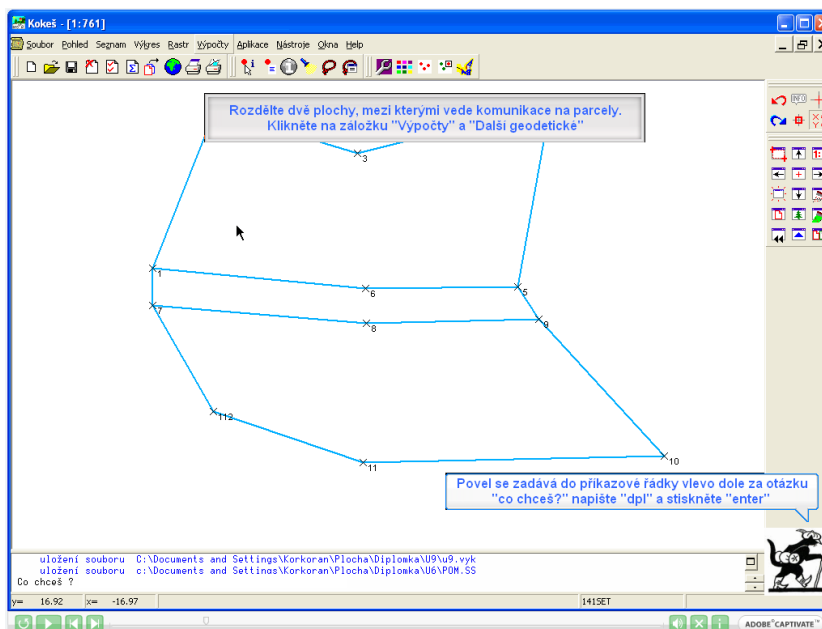 Kokeš - [1:761]
Soubor Pohled Seznam Výkres Rastr Výpočty Aplikace Nástroje Okna Help
Rozdělte dvě plochy, mezi kterými vede komunikace na parcely.
Klikněte na záložku "Výpočty" a "Další geodetické"
INFO
3
1
6
5
7
8
9
112
11
10
Povel se zadává do příkazové řádky vlevo dole za otázku
"co chceš?" napište "dpl" a stiskněte "enter"
uložení souboru C:\Documents and Settings\Korkoran\Plocha\Diplomka\U9\u9.vyk
uložení souboru c:\Documents and Settings\Korkoran\Plocha\Diplomka\U6\POM.SS
Co chceš ?
y= 16.92 x= -16.97 141SET
ADOBE® CAPTIVATE™